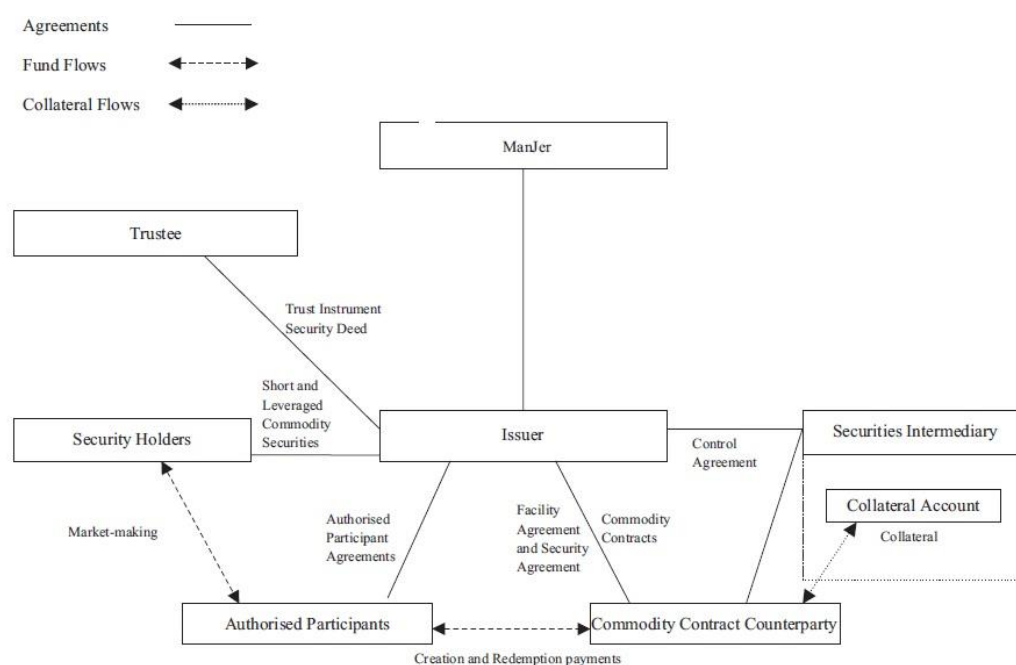 Agreements
Fund Flows
Collateral Flows
ManJer
Trustee
Trust Instrument
Security Deed
Short and
Leveraged
Commodity
Securities
Security Holders
Issuer
Control
Agreement
Securities Intermediary
Collateral Account
Collateral
Market-making
Authorised
Participant
Agreements
Facility
Agreement
and Security
Agreement
Commodity
Contracts
Authorised Participants
Commodity Contract Counterparty
Creation and Redemption payments